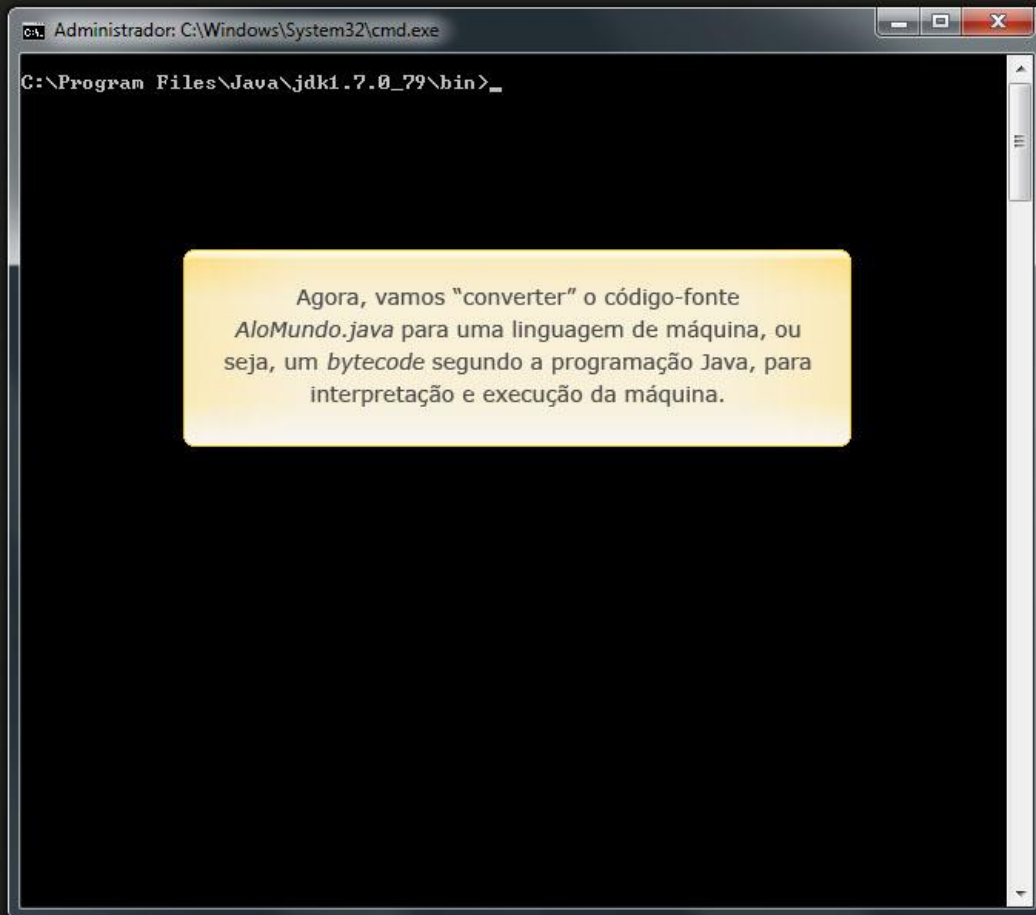 Administrador: C:\Windows\System32\cmd.exe
C:\Program Files\Java\jdk1.7.0_79\bin>_
Agora, vamos “converter” o código-fonte
AloMundo.java para uma linguagem de máquina, ou
seja, um bytecode segundo a programação Java, para
interpretação e execução da máquina.